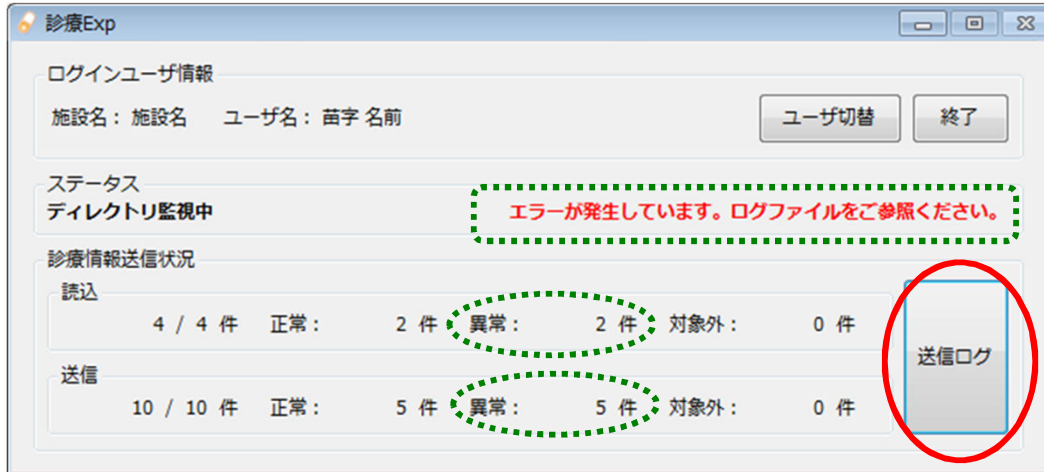 診療Exp
ログインユーザ情報
施設名： 施設名　ユーザ名： 苗字 名前　ユーザ切替　終了
ステータス
ディレクトリ監視中　エラーが発生しています。ログファイルをご参照ください。
診療情報送信状況
読込
4 / 4 件　正常：　2 件　異常：　2 件　対象外：　0 件
送信ログ
送信
10 / 10 件　正常：　5 件　異常：　5 件　対象外：　0 件